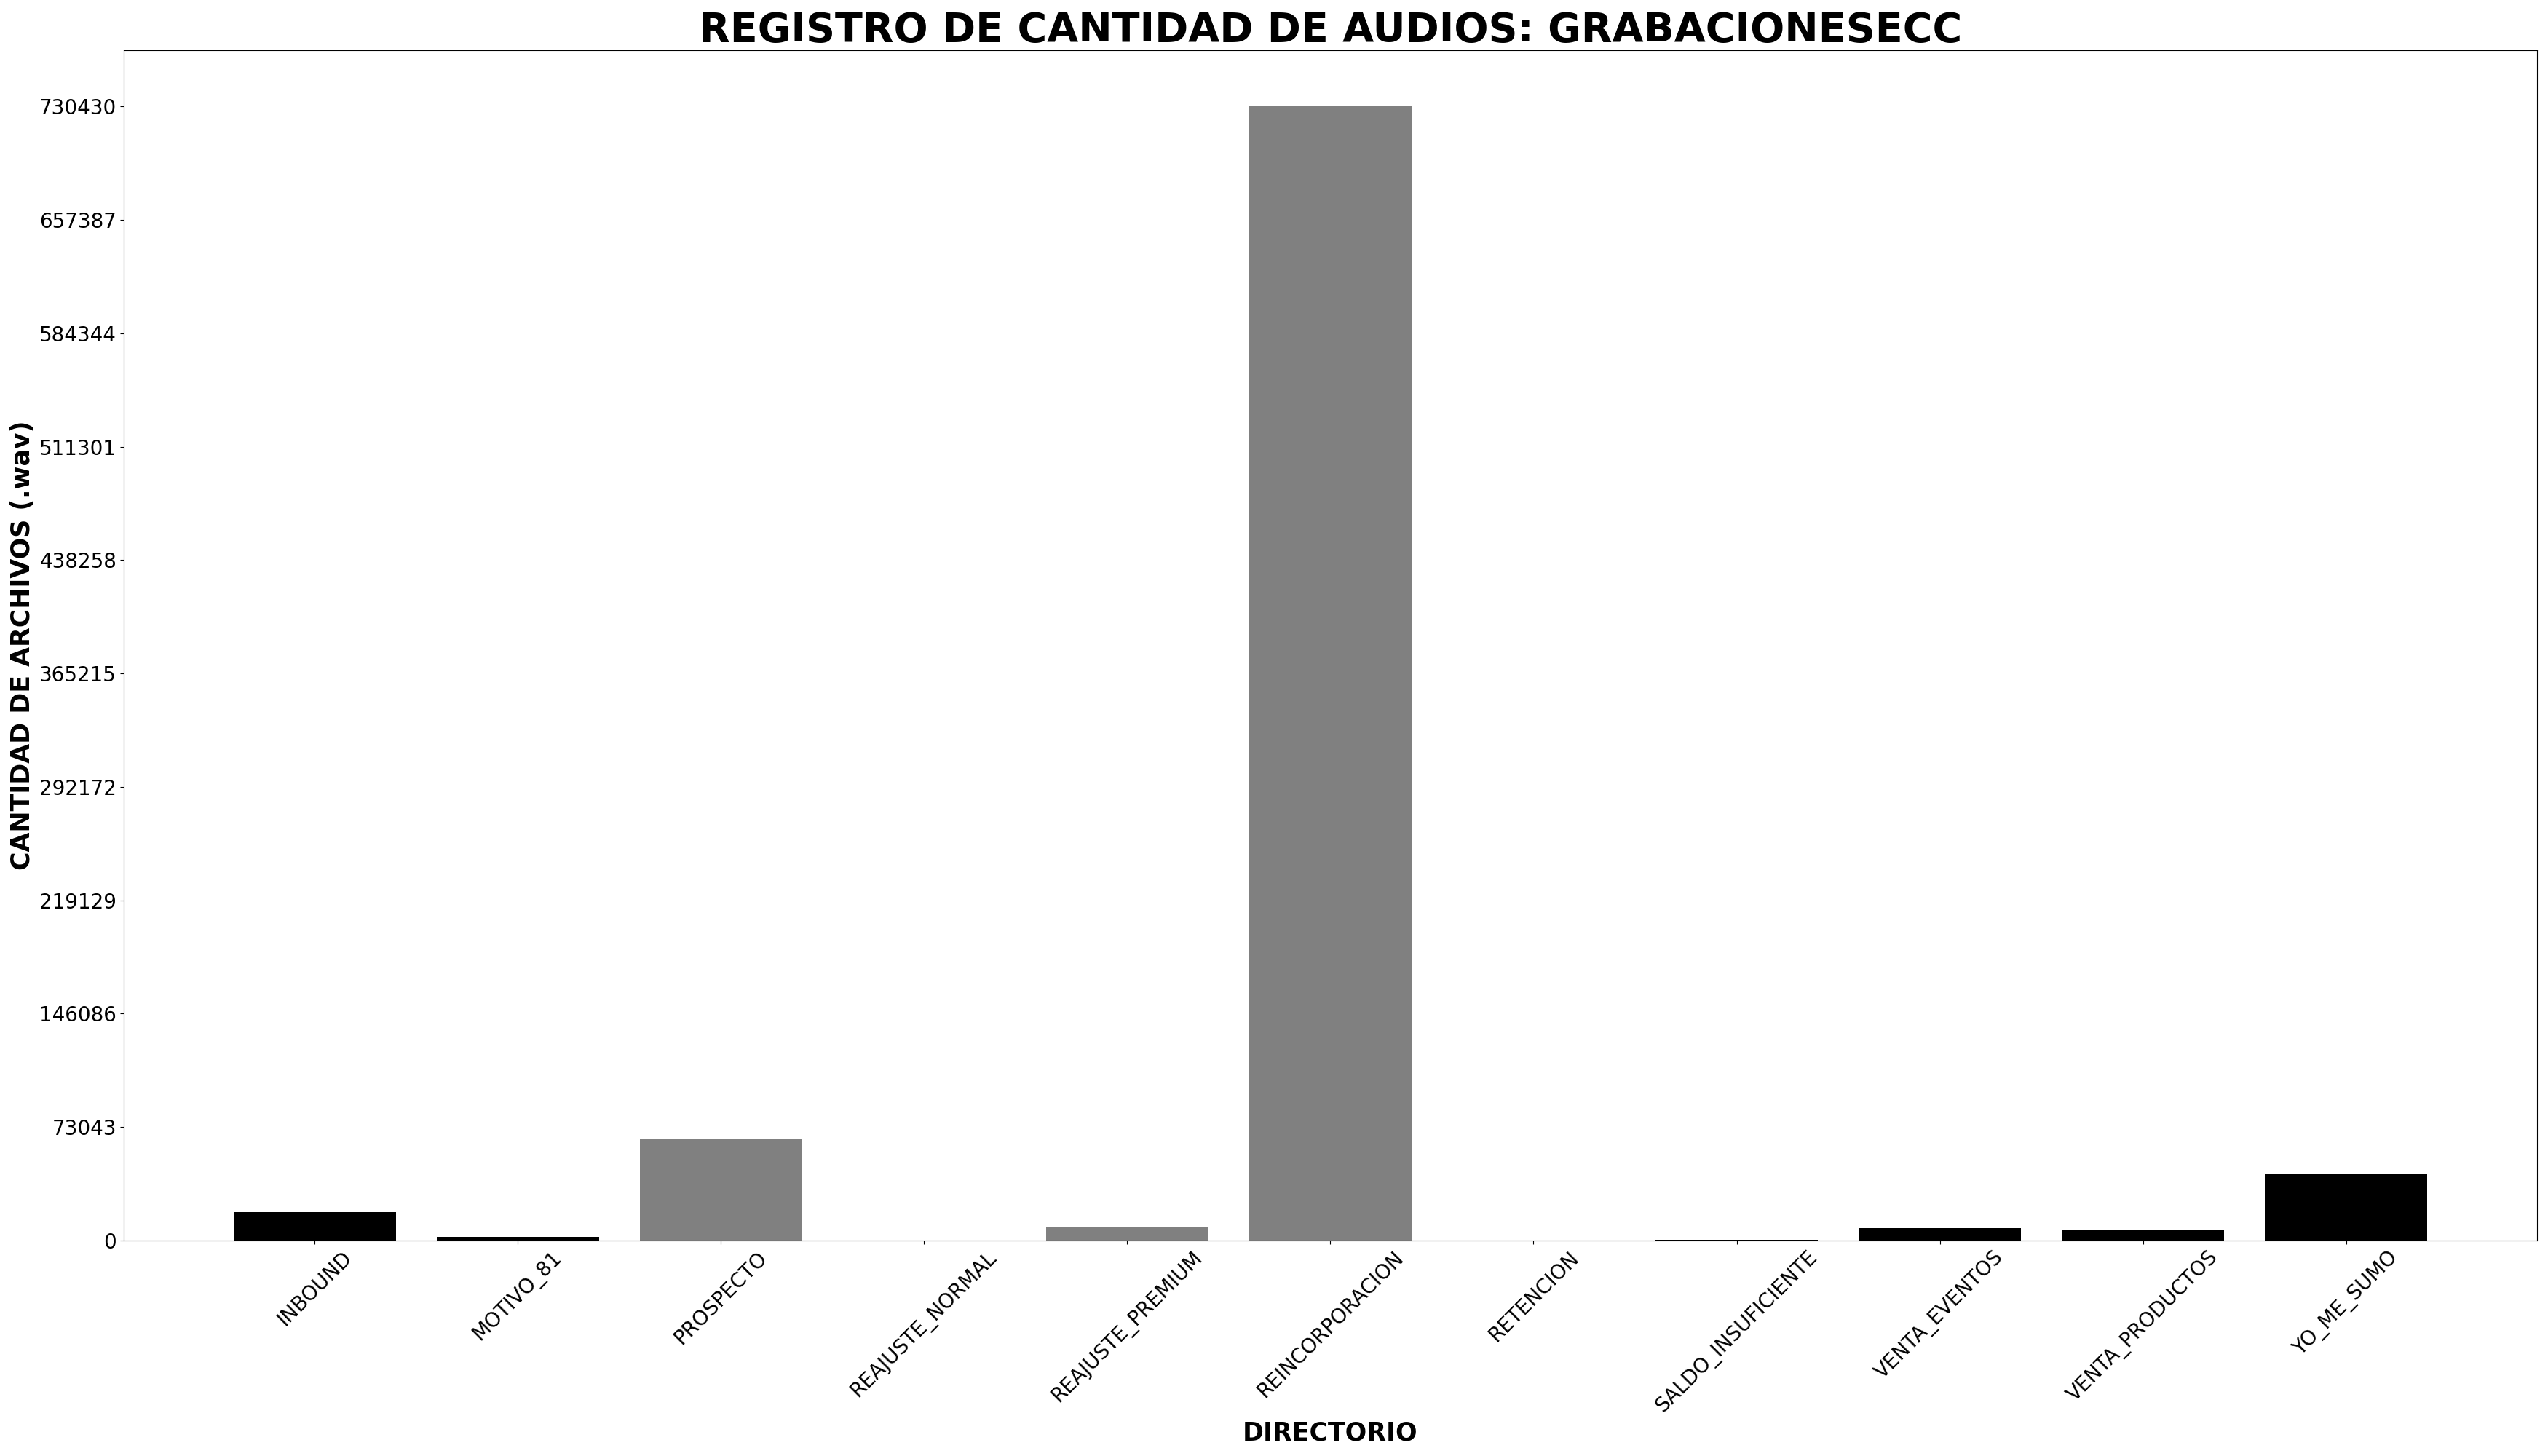 REGISTRO DE CANTIDAD DE AUDIOS: GRABACIONESECC
CANTIDAD DE ARCHIVOS (.wav)
730430
657387
584344
511301
438258
365215
292172
219129
146086
73043
0
INBOUND
MOTIVO_81
PROSPECTO
REAJUSTE_NORMAL
REAJUSTE_PREMIUM
REINCORPORACION
RETENCION
SALDO_INSUFICIENTE
VENTA_EVENTOS
VENTA_PRODUCTOS
YO_ME_SUMO
DIRECTORIO